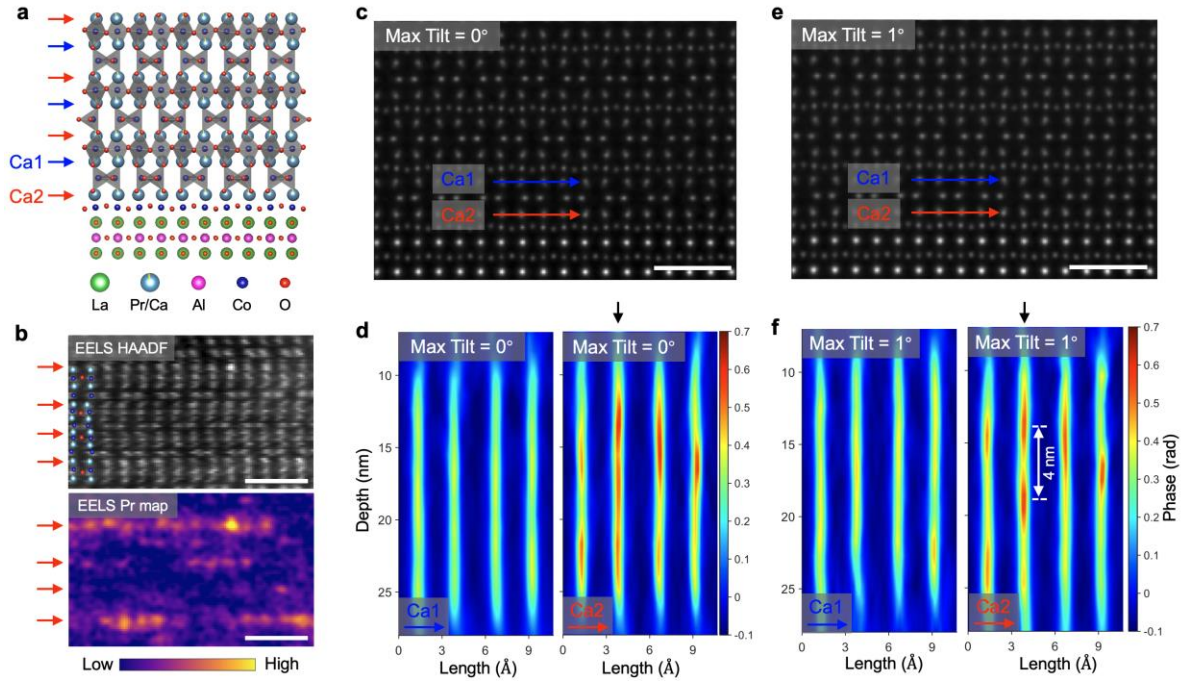 a
Ca1
Ca2
La Pr/Ca Al Co O
b
EELS HAADF
EELS Pr map
Low High
c
Max Tilt = 0°
Ca1
Ca2
d
Max Tilt = 0° Max Tilt = 0°
Depth (nm)
10
15
20
25
Ca1 Ca2
0 3 6 9 0 3 6 9
Length (Å) Length (Å)
0.7
0.6
0.5
0.4
0.3
0.2
0.1
0
-0.1
e
Max Tilt = 1°
Ca1
Ca2
f
Max Tilt = 1° Max Tilt = 1°
10
15
20
25
4 nm
Ca1 Ca2
0 3 6 9 0 3 6 9
Length (Å) Length (Å)
0.7
0.6
0.5
0.4
0.3
0.2
0.1
0
-0.1
Phase (rad)